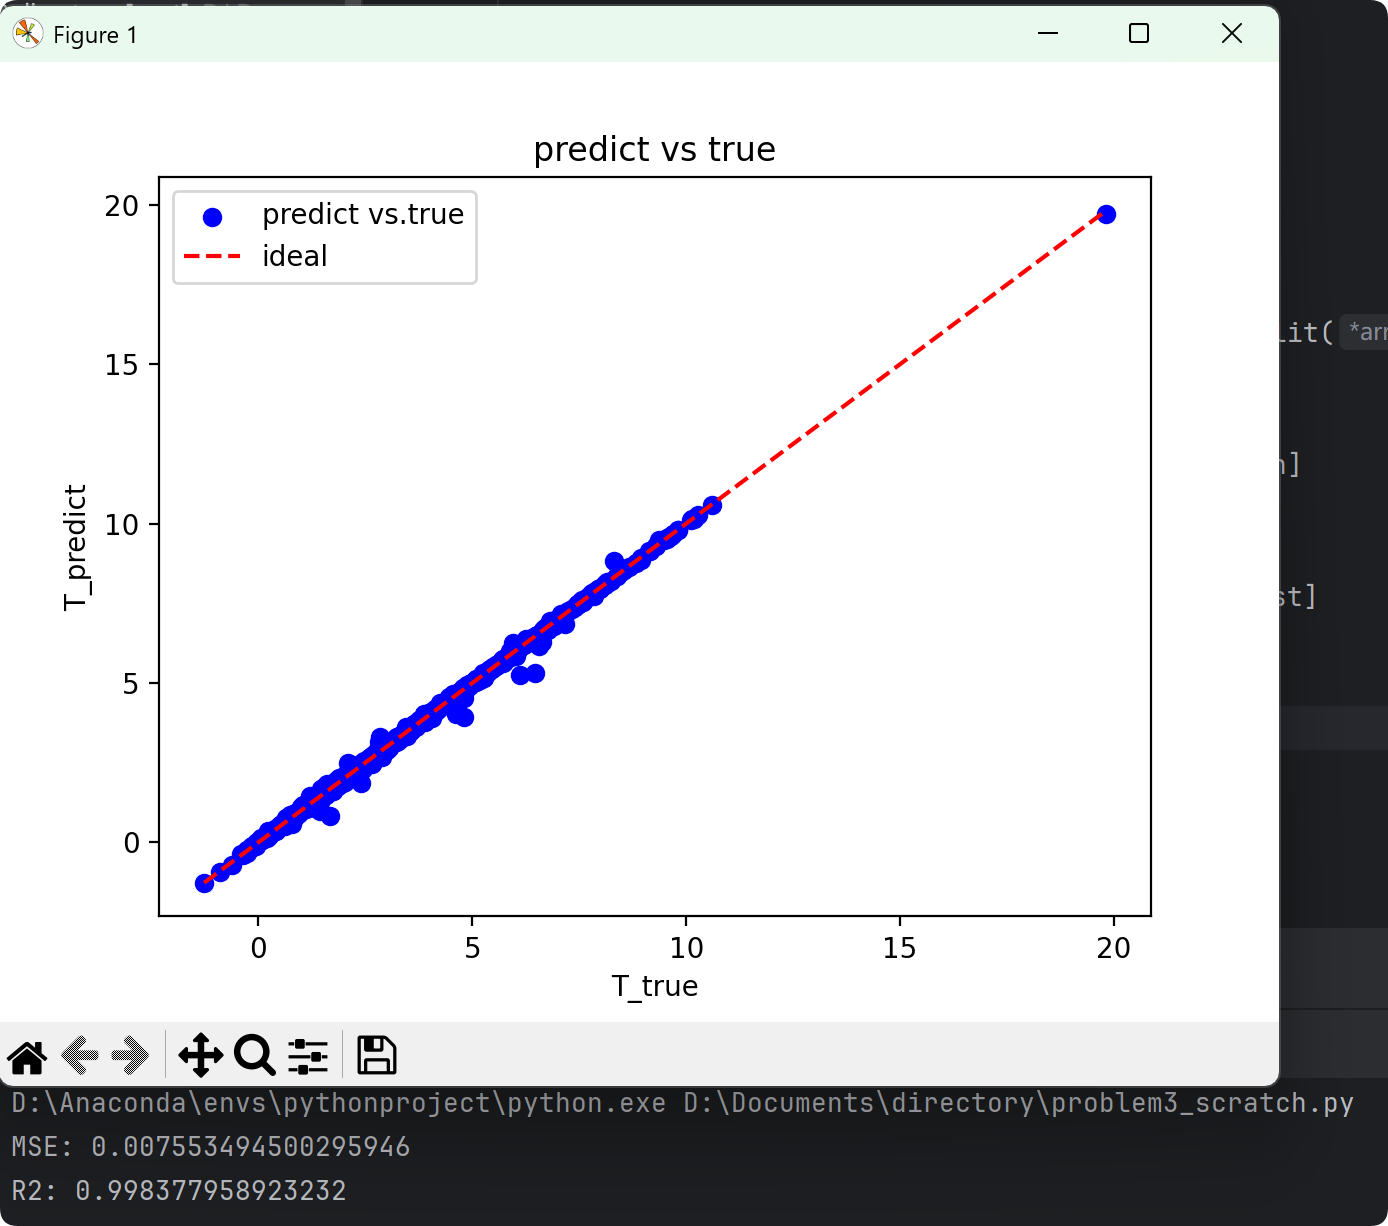 Figure 1
predict vs true
predict vs.true
ideal
20
15
10
5
0
T_predict
0 5 10 15 20
T_true
lit( *arr
]
st]
D:\Anaconda\envs\pythonproject\python.exe D:\Documents\directory\problem3_scratch.py
MSE: 0.007553494500295946
R2: 0.998377958923232